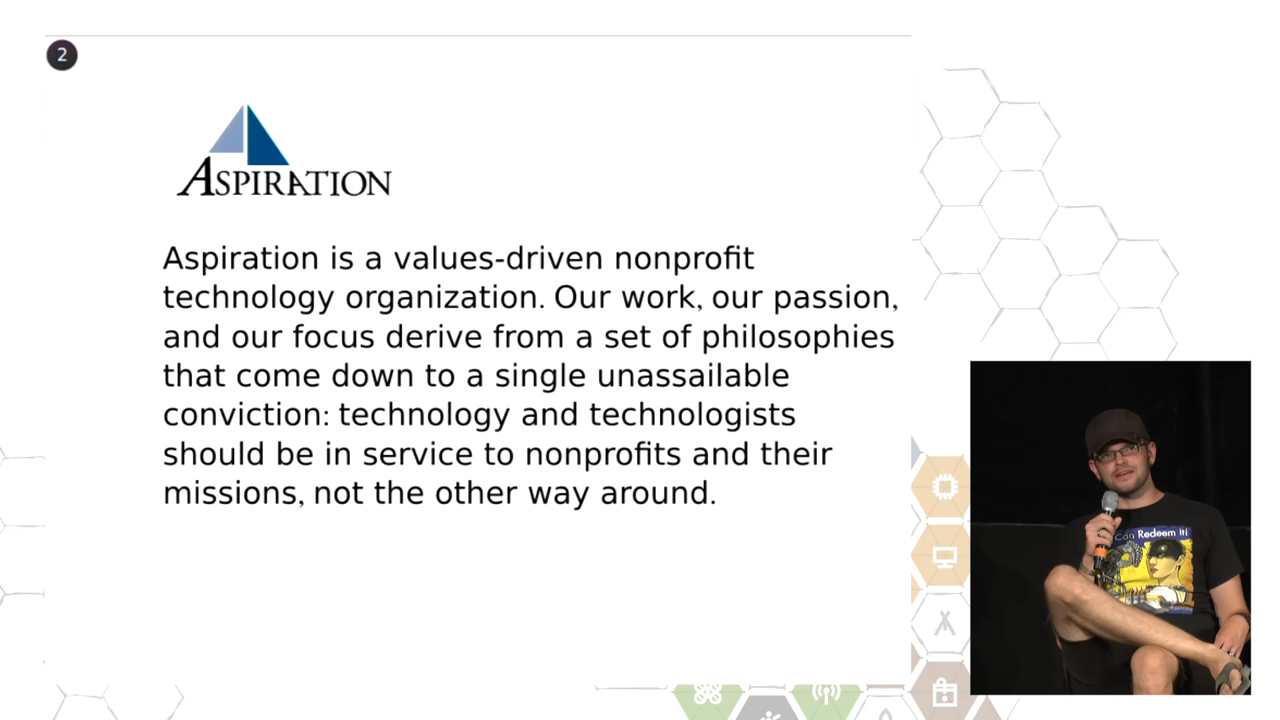 2
ASPIRATION
Aspiration is a values-driven nonprofit
technology organization. Our work, our passion,
and our focus derive from a set of philosophies
that come down to a single unassailable
conviction: technology and technologists
should be in service to nonprofits and their
missions, not the other way around.
Can Redeem It!